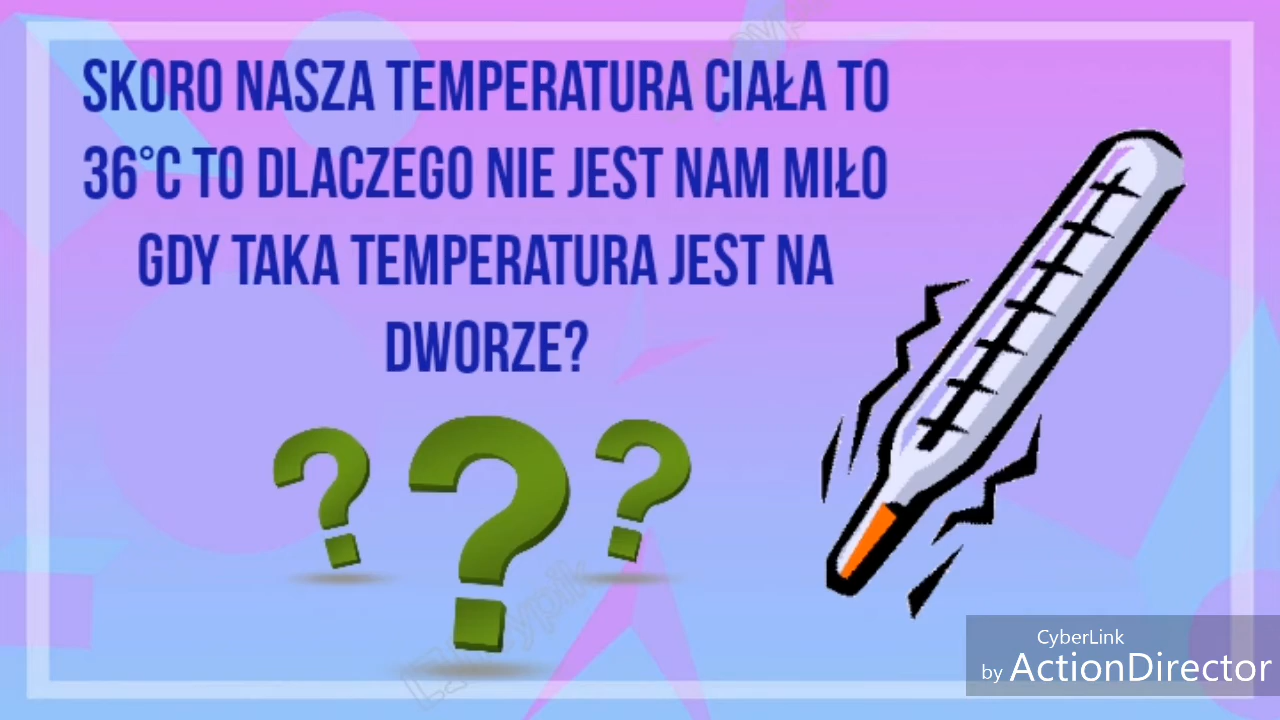 SKORO NASZA TEMPERATURA CIAŁA TO
36°C TO DLACZEGO NIE JEST NAM MIŁO
GDY TAKA TEMPERATURA JEST NA
DWORZE?
? ? ?
CyberLink
by ActionDirector